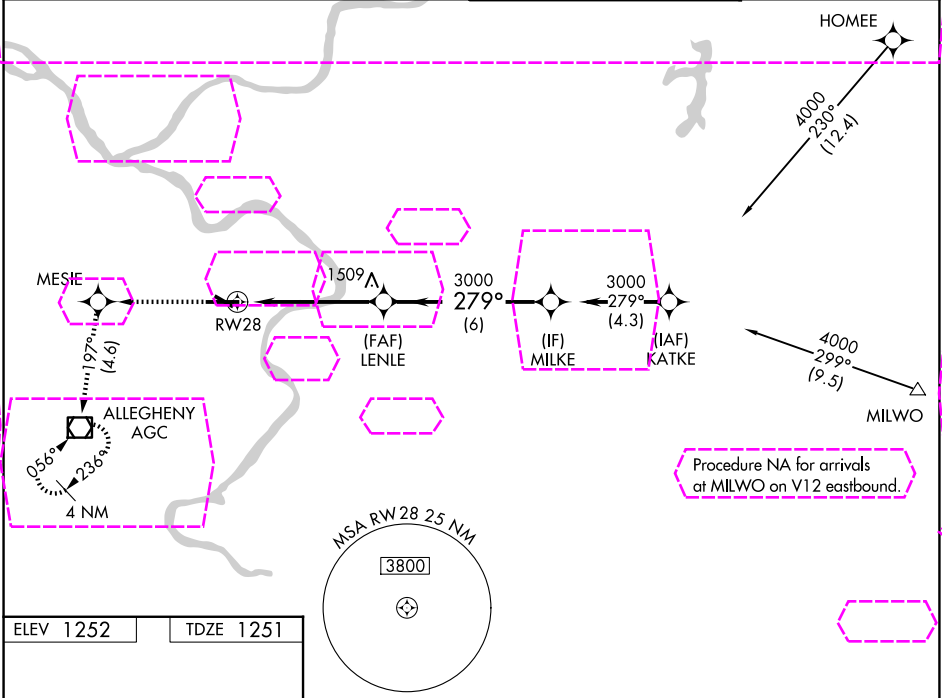 HOMEE
4000
230°
(12.4)
MESIE
1509
3000
279°
(6)
3000
279°
(4.3)
RW28
(FAF)
LENLE
(IF)
MILKE
(IAF)
KATKE
4000
299°
(9.5)
MILWO
197°
(4.6)
ALLEGHENY
AGC
056°
236°
4 NM
Procedure NA for arrivals
at MILWO on V12 eastbound.
MSA RW 28 25 NM
3800
ELEV 1252
TDZE 1251